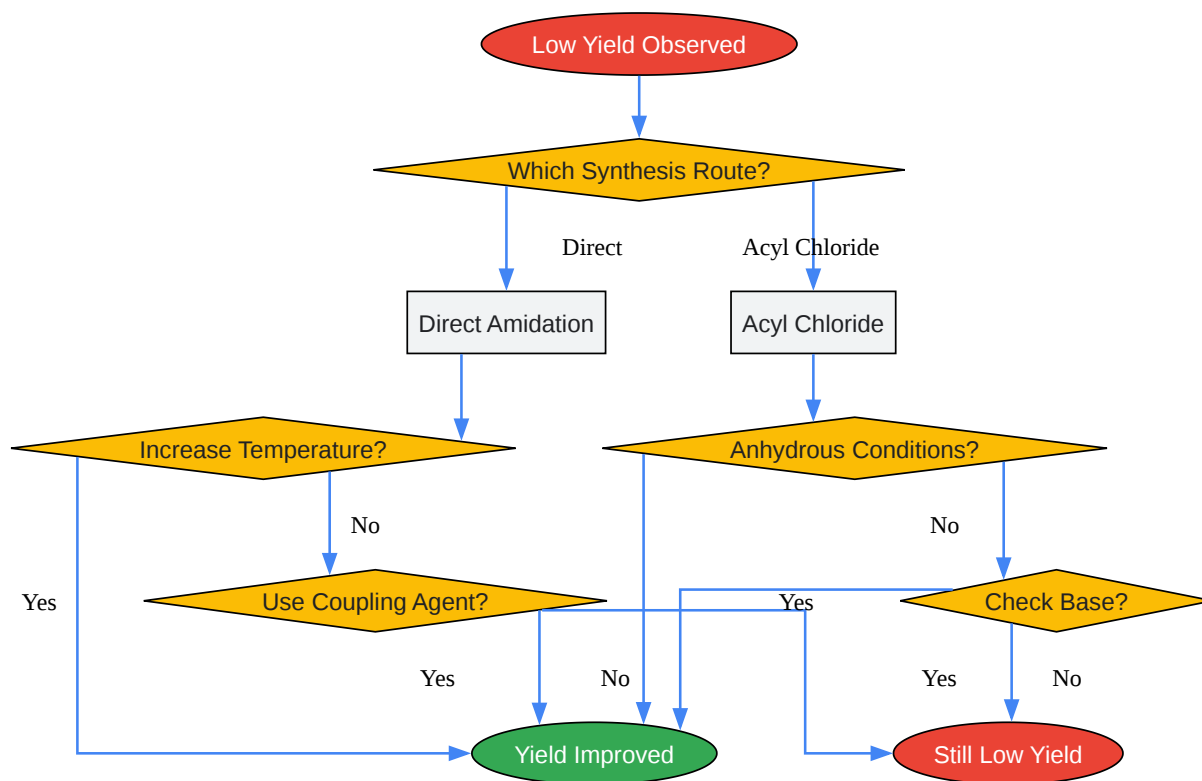 Low Yield Observed
Which Synthesis Route?
Direct
Acyl Chloride
Direct Amidation
Acyl Chloride
Increase Temperature?
Anhydrous Conditions?
No
No
Yes
Use Coupling Agent?
Yes
Check Base?
Yes
No
Yes
No
Yield Improved
Still Low Yield